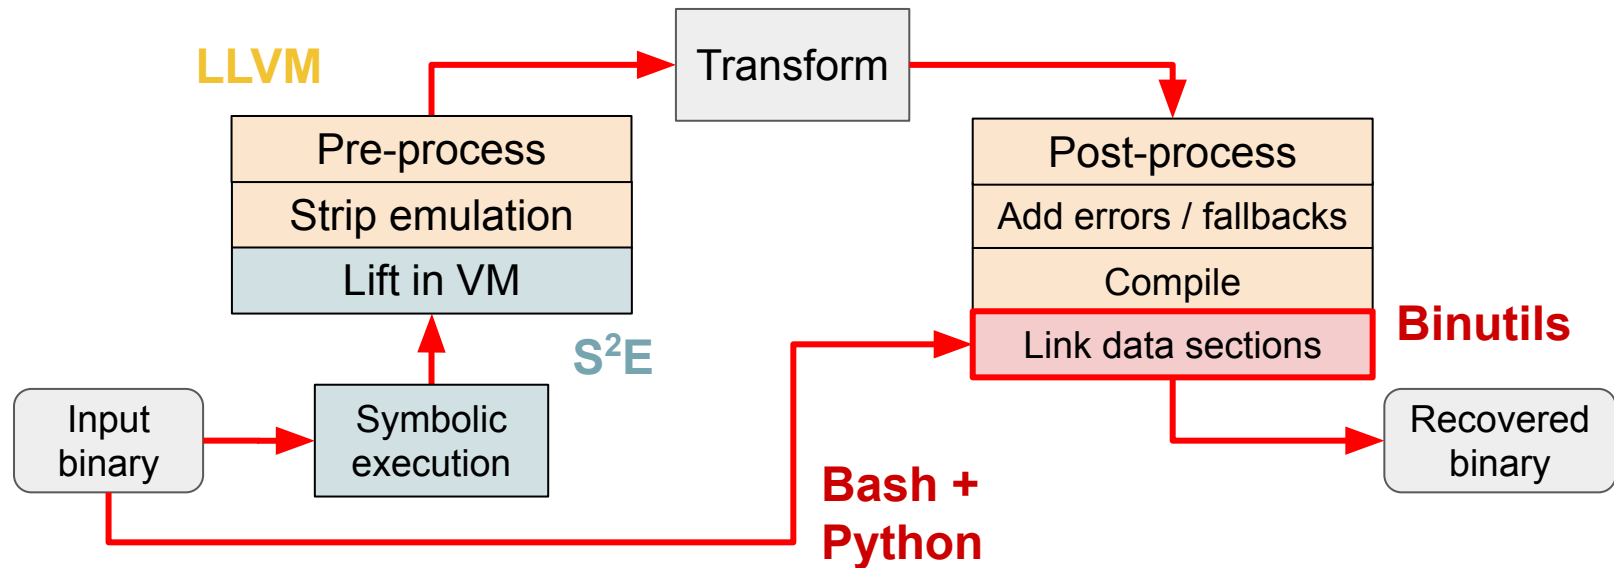 LLVM
Transform
Pre-process
Strip emulation
Lift in VM
S²E
Input
binary
Symbolic
execution
Post-process
Add errors / fallbacks
Compile
Link data sections
Binutils
Bash +
Python
Recovered
binary